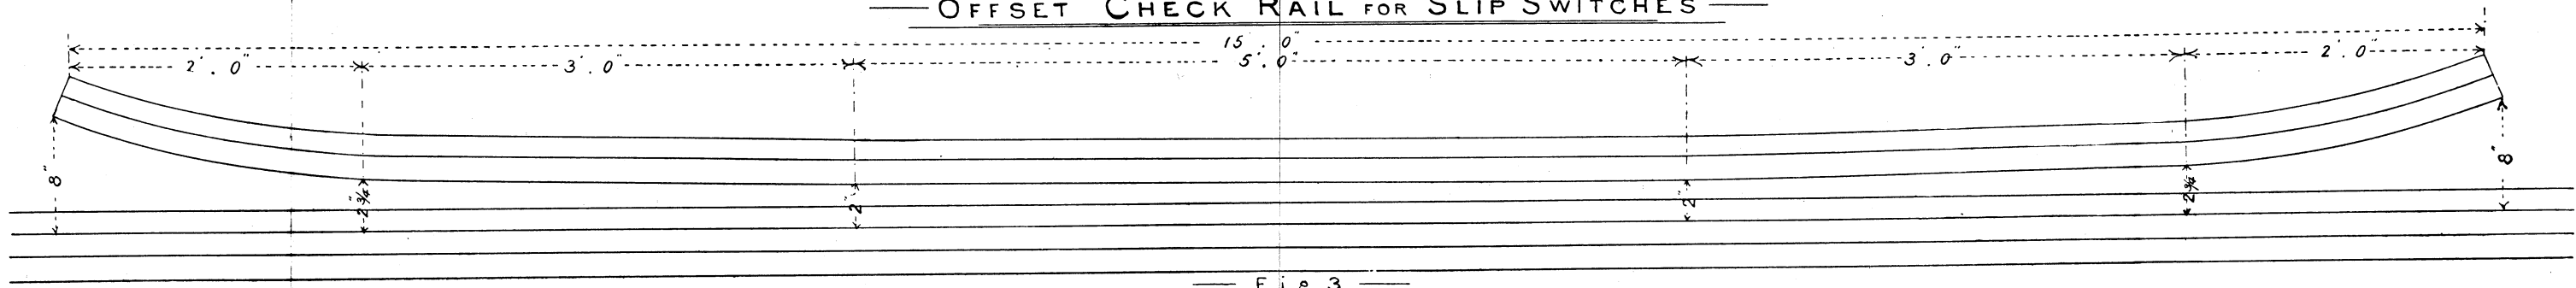 OFFSET CHECK RAIL FOR SLIP SWITCHES
15'.0"
2'.0" 3'.0" 5'.0" 3'.0" 2'.0"
8" 2¾" 2" 2" 2¾" 8"
Fig 3